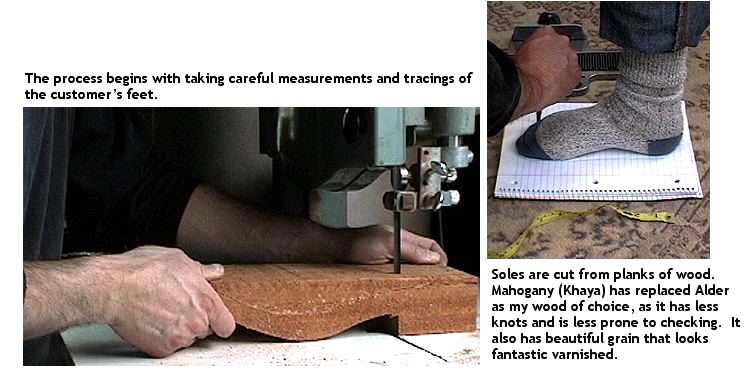 The process begins with taking careful measurements and tracings of
the customer's feet.
Soles are cut from planks of wood.
Mahogany (Khaya) has replaced Alder
as my wood of choice, as it has less
knots and is less prone to checking.  It
also has beautiful grain that looks
fantastic varnished.